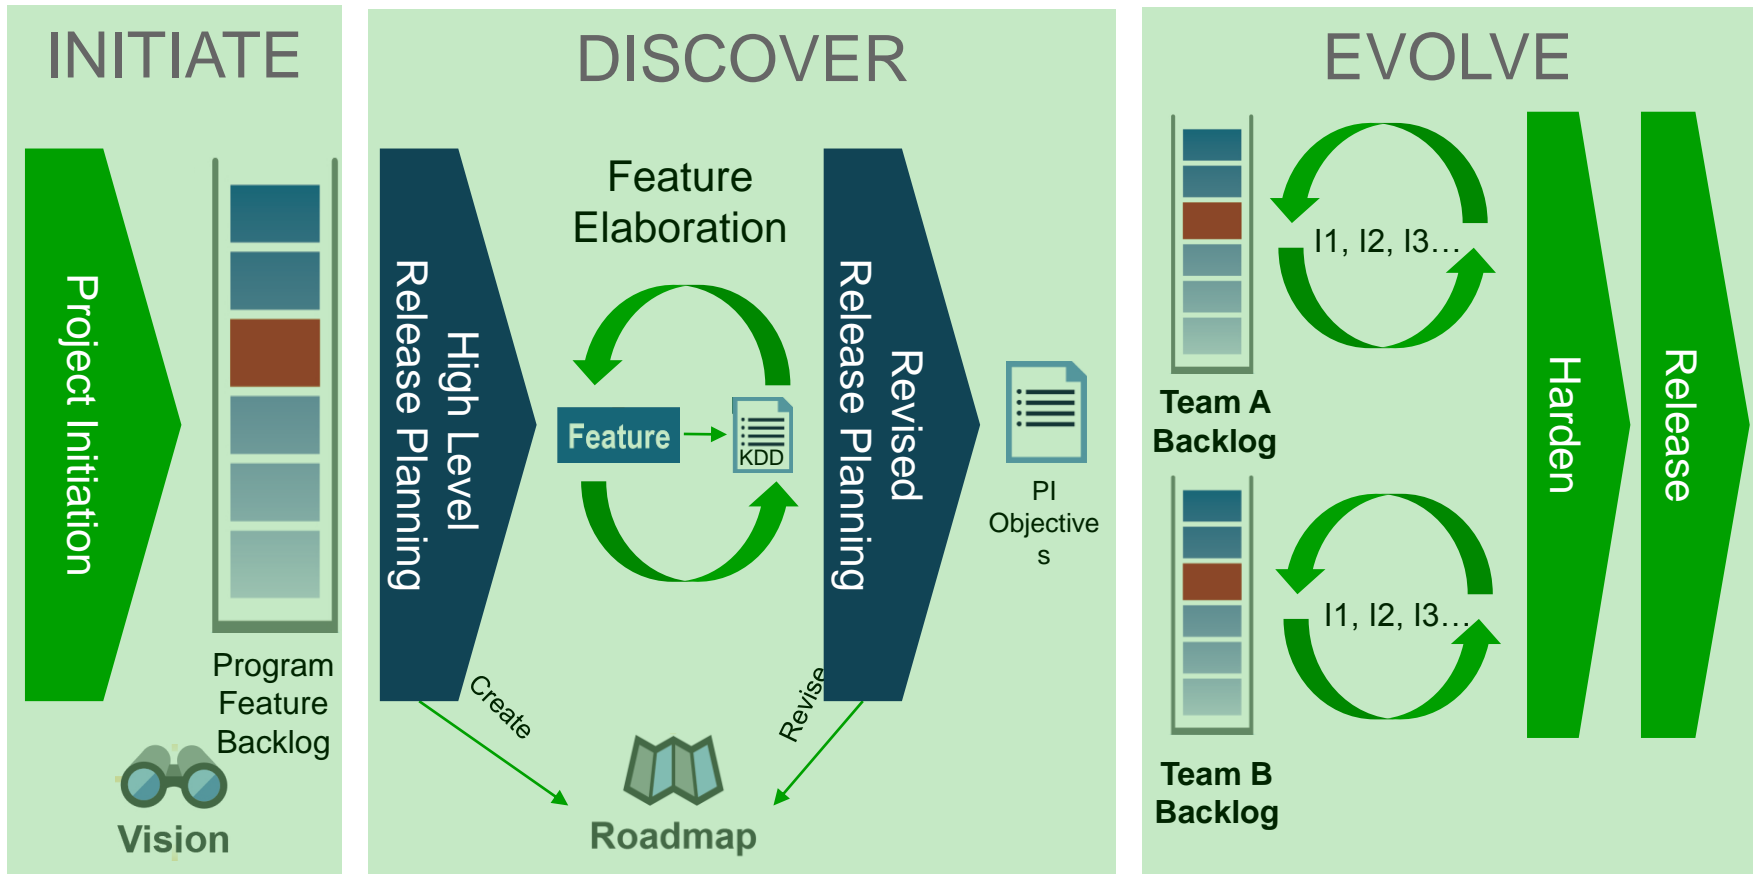 INITIATE
Project Initiation
Program
Feature
Backlog
Vision
DISCOVER
High Level
Release Planning
Feature
Elaboration
Feature
KDD
Revised
Release Planning
PI
Objective
s
Create
Revise
Roadmap
EVOLVE
I1, I2, I3…
Team A
Backlog
I1, I2, I3…
Team B
Backlog
Harden
Release